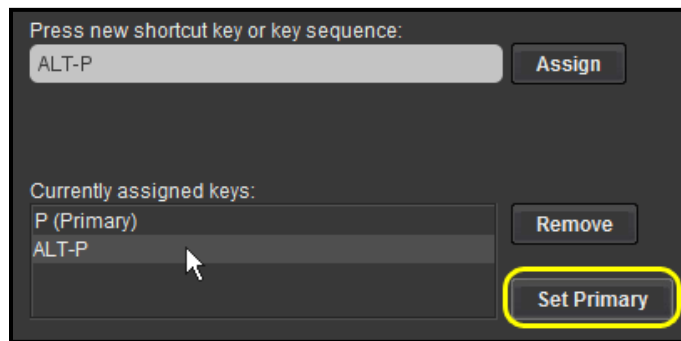 Press new shortcut key or key sequence:
ALT-P
Assign
Currently assigned keys:
P (Primary)
Remove
ALT-P
Set Primary